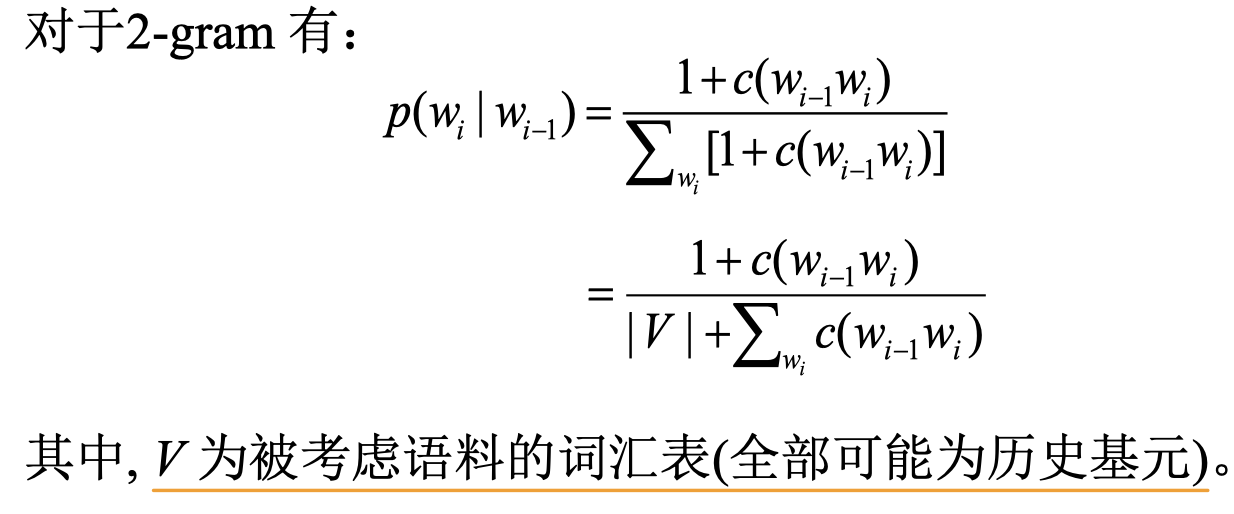 对于2-gram 有：
p(w_i | w_{i-1}) = \frac{1+c(w_{i-1}w_i)}{\sum_{w_i}[1+c(w_{i-1}w_i)]}
= \frac{1+c(w_{i-1}w_i)}{|V|+\sum_{w_i}c(w_{i-1}w_i)}
其中, V 为被考虑语料的词汇表(全部可能为历史基元)。